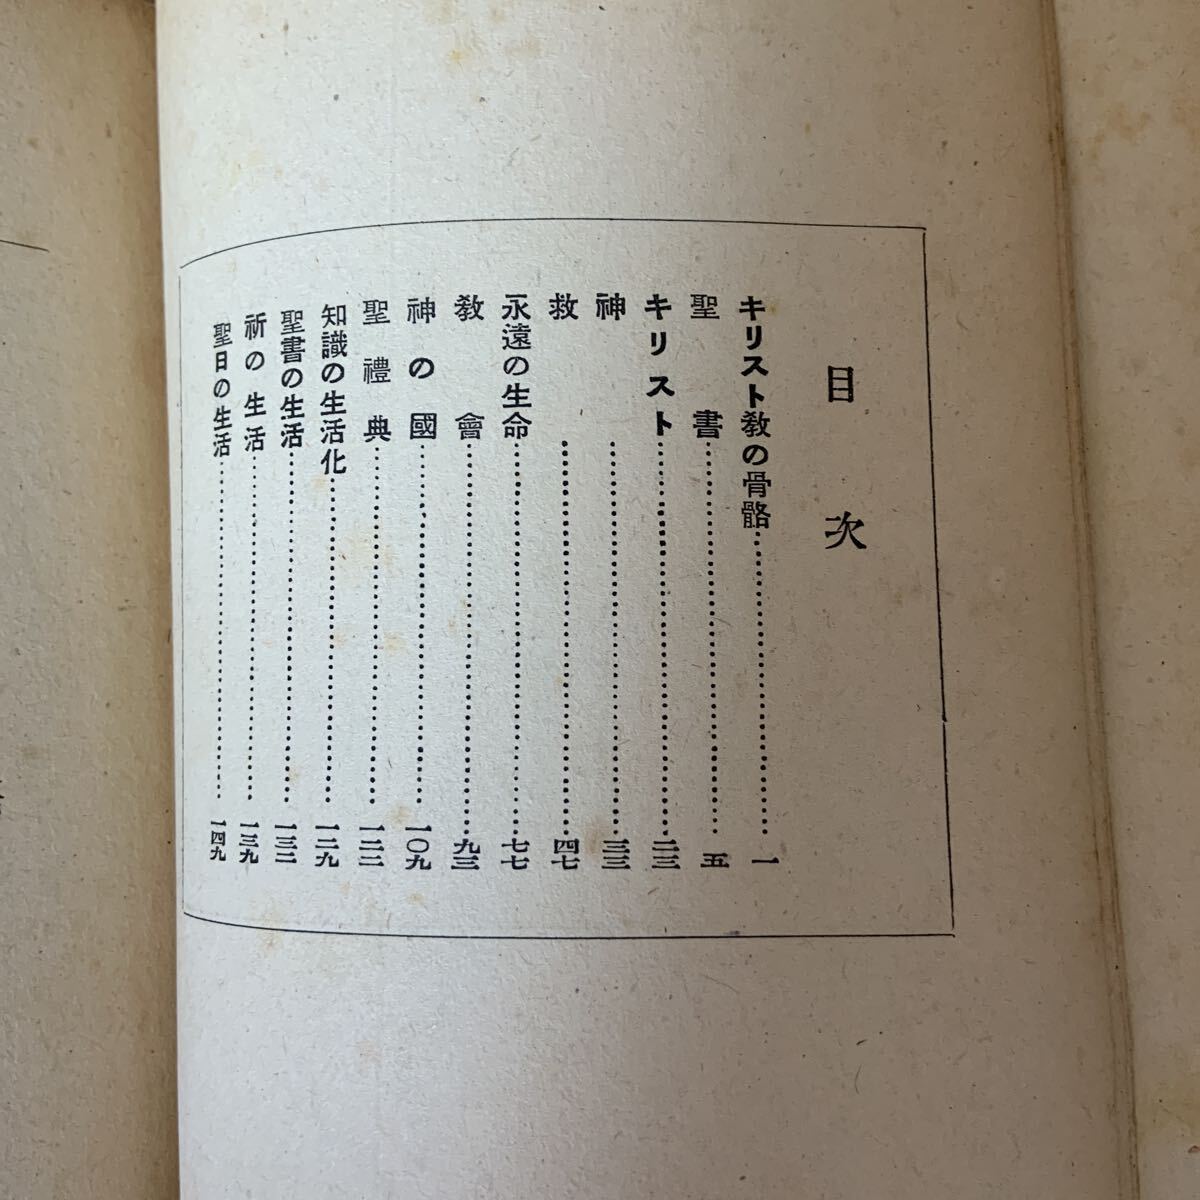 目次
キリスト教の骨骼 一
聖書 五
キリスト 二三
神 三三
救 四七
永遠の生命 七七
教會 九三
神の國 一〇九
聖禮典 一二二
知識の生活化 一二九
聖書の生活 一三二
祈の生活 一三九
聖日の生活 一四九